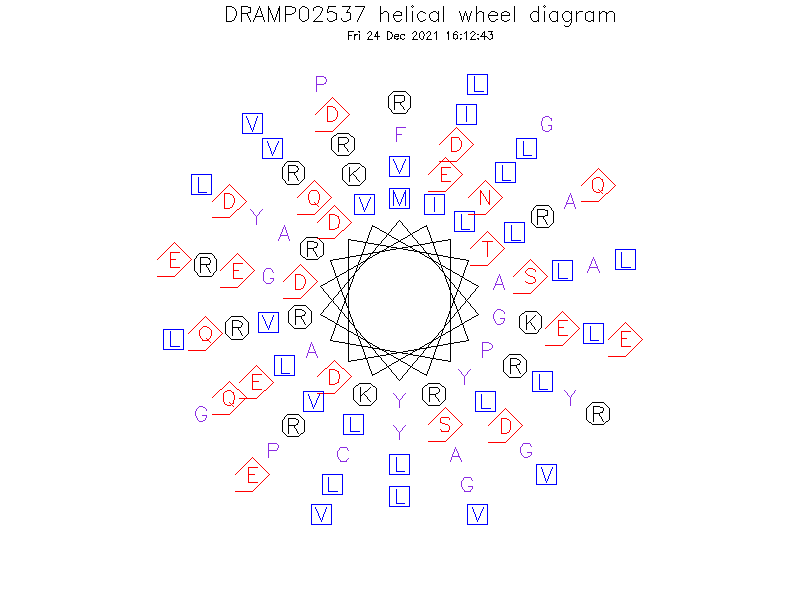 DRAMP02537 helical wheel diagram
Fri 24 Dec 2021 16:12:43
P L
R
D I
V G
F
R D
V L
V
R K E L
L Q
Q M N
D V I A
Y D L R
A L
R T
E R A L
E G S L
D A
R G
V K
R E
Q L
L E
A P
L R
D Y
E L
Q K Y R Y
V L
G R
R L Y S D
P C A G
L
E V
L G
L
V V